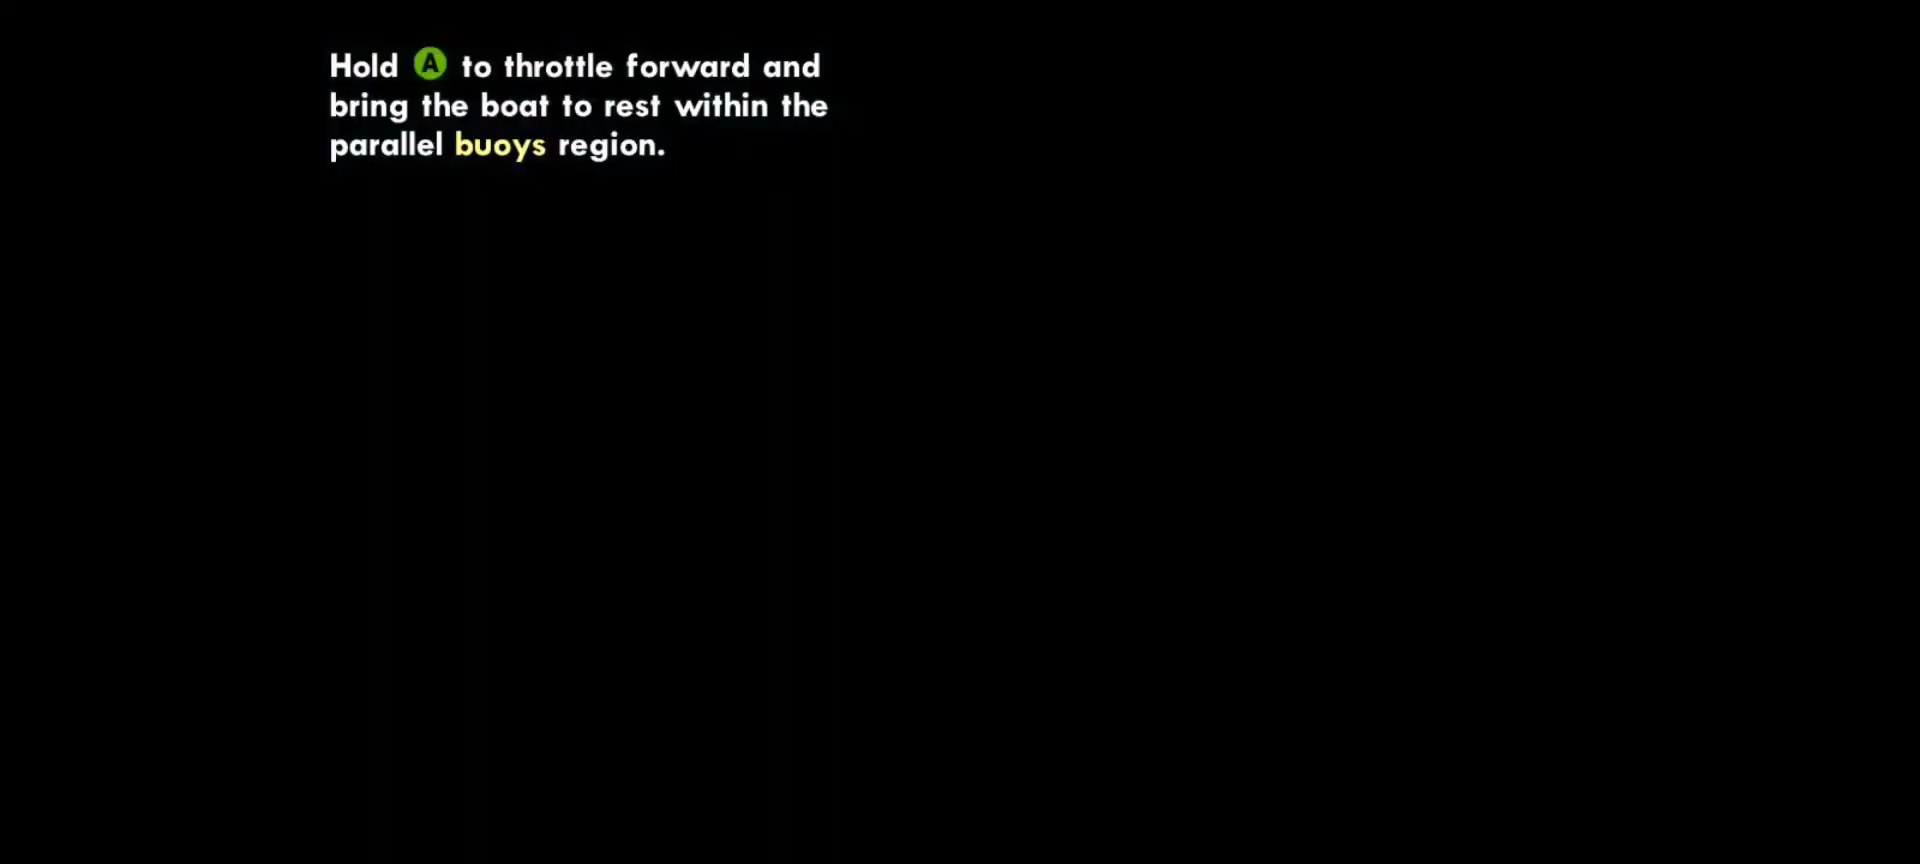 Hold A to throttle forward and
bring the boat to rest within the
parallel buoys region.